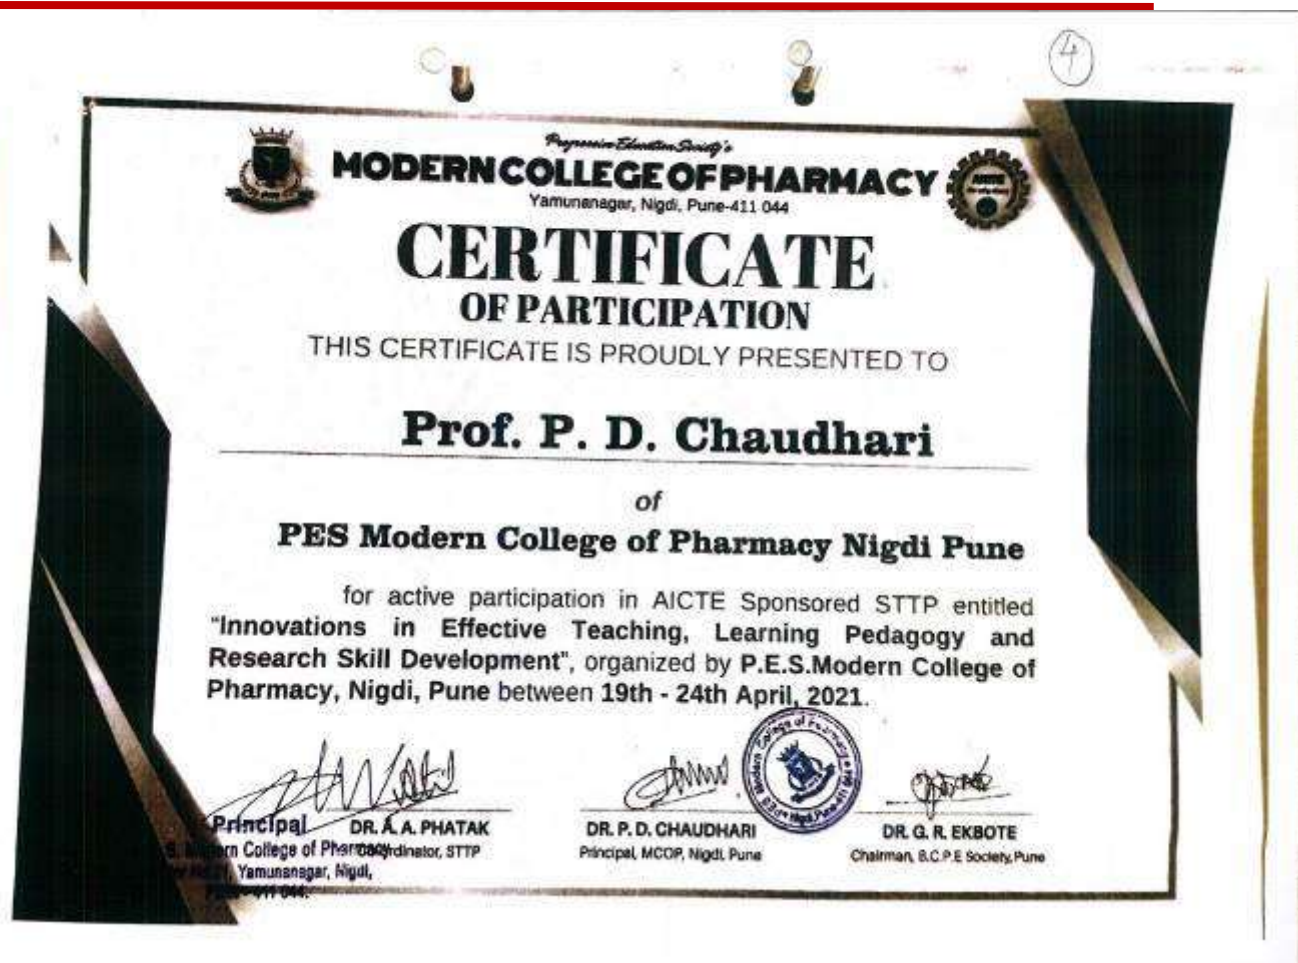 4
Progressive Education Society's
MODERN COLLEGE OF PHARMACY
Yamunanagar, Nigdi, Pune-411 044
CERTIFICATE
OF PARTICIPATION
THIS CERTIFICATE IS PROUDLY PRESENTED TO
Prof. P. D. Chaudhari
of
PES Modern College of Pharmacy Nigdi Pune
for active participation in AICTE Sponsored STTP entitled
"Innovations in Effective Teaching, Learning Pedagogy and
Research Skill Development", organized by P.E.S.Modern College of
Pharmacy, Nigdi, Pune between 19th - 24th April, 2021.
Principal
DR. A. A. PHATAK
DR. P. D. CHAUDHARI
DR. G. R. EKBOTE
College of
Coordinator, STTP
Principal, MCOP, Nigdi, Pune
Chairman, B.C.P.E Society, Pune
Yamunanagar, Nigdi,
411 044.